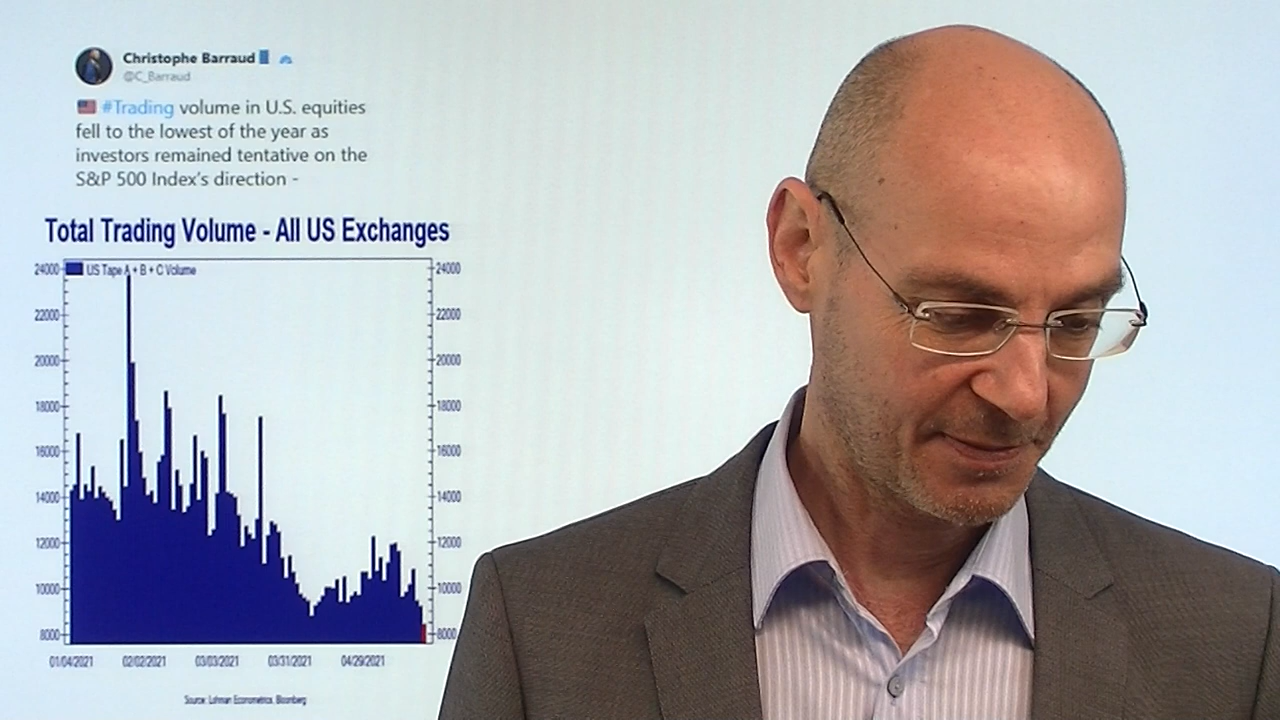 Christophe Barraud
@C_Barraud
#Trading volume in U.S. equities
fell to the lowest of the year as
investors remained tentative on the
S&P 500 Index's direction -
Total Trading Volume - All US Exchanges
US Tape A + B + C Volume
24000 24000
22000 22000
20000 20000
18000 18000
16000 16000
14000 14000
12000 12000
10000 10000
8000 8000
01/04/2021 02/02/2021 03/03/2021 03/31/2021 04/29/2021
Source: Lohman Econometrics, Bloomberg